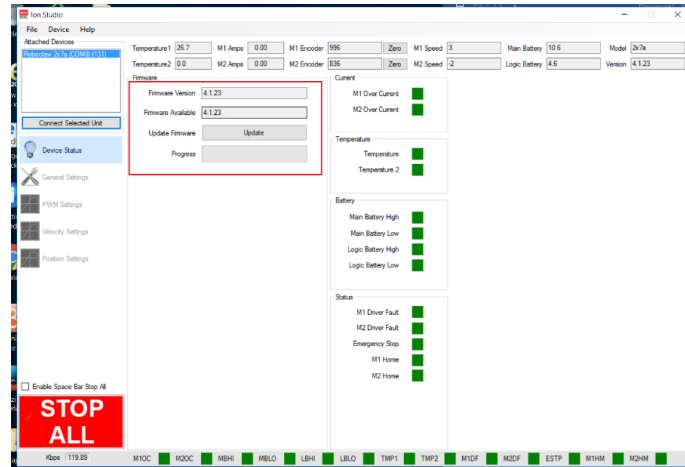 Ion Studio
File Device Help
Attached Devices
Roboclaw 2x7a (COM8) (131)
Connect Selected Unit
Device Status
General Settings
PWM Settings
Velocity Settings
Position Settings
Enable Space Bar Stop All
STOP
ALL
Temperature1 26.7 M1 Amps 0.00 M1 Encoder 996 Zero M1 Speed 3 Main Battery 10.6 Model 2x7a
Temperature2 0.0 M2 Amps 0.00 M2 Encoder 836 Zero M2 Speed -2 Logic Battery 4.6 Version 4.1.23
Firmware
Firmware Version 4.1.23
Firmware Available 4.1.23
Update Firmware Update
Progress
Current
M1 Over Current
M2 Over Current
Temperature
Temperature
Temperature 2
Battery
Main Battery High
Main Battery Low
Logic Battery High
Logic Battery Low
Status
M1 Driver Fault
M2 Driver Fault
Emergency Stop
M1 Home
M2 Home
Kbps 119.89 M1OC M2OC MBHI MBLO LBHI LBLO TMP1 TMP2 M1DF M2DF ESTP M1HM M2HM